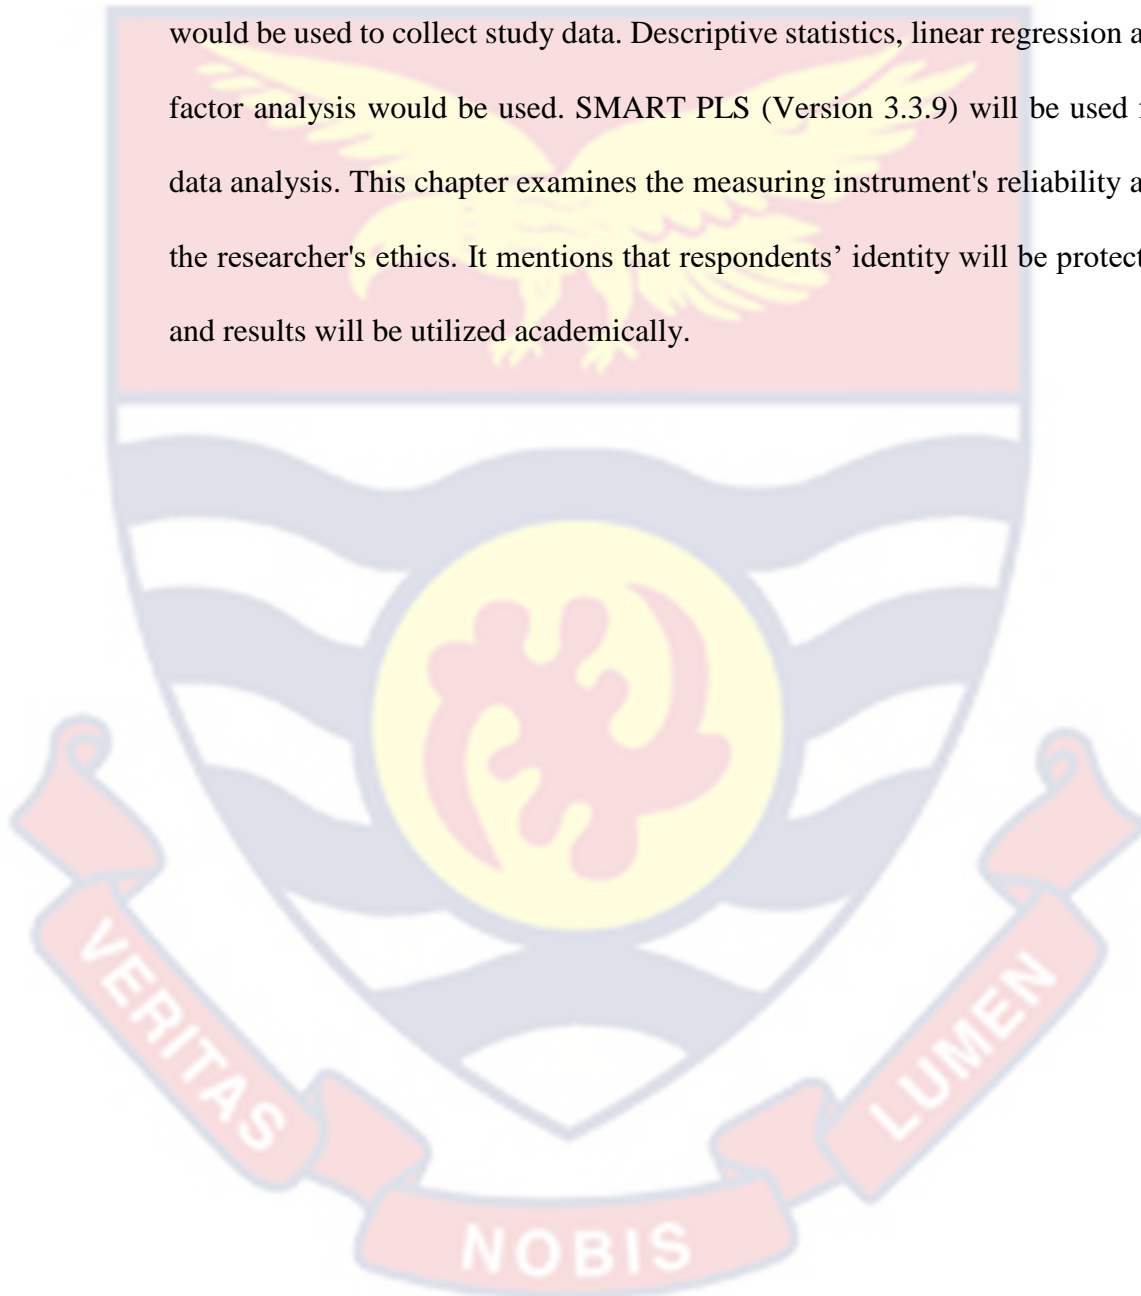 would be used to collect study data. Descriptive statistics, linear regression a
factor analysis would be used. SMART PLS (Version 3.3.9) will be used
data analysis. This chapter examines the measuring instrument's reliability a
the researcher's ethics. It mentions that respondents’ identity will be protect
and results will be utilized academically.
VERITAS
NOBIS
LUMEN